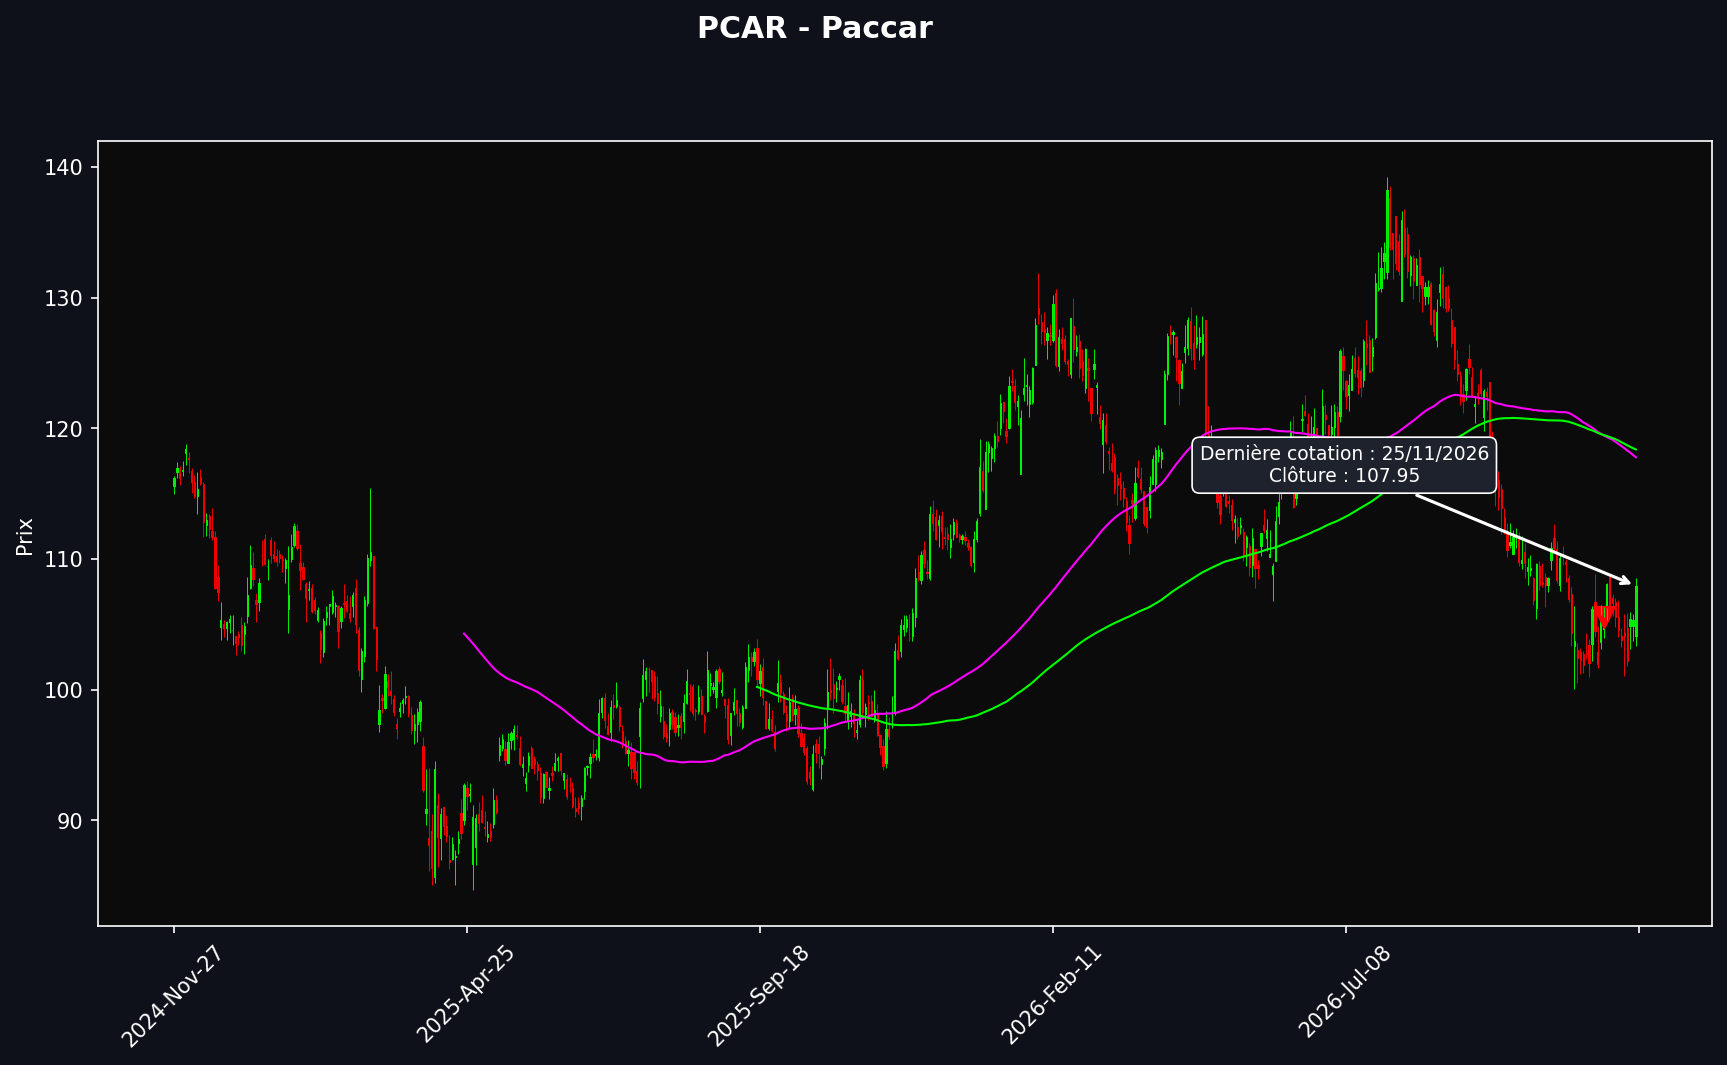 PCAR - Paccar
Prix
140
130
120
110
100
90
Dernière cotation : 25/11/2026
Clôture : 107.95
2024-Nov-27
2025-Apr-25
2025-Sep-18
2026-Feb-11
2026-Jul-08